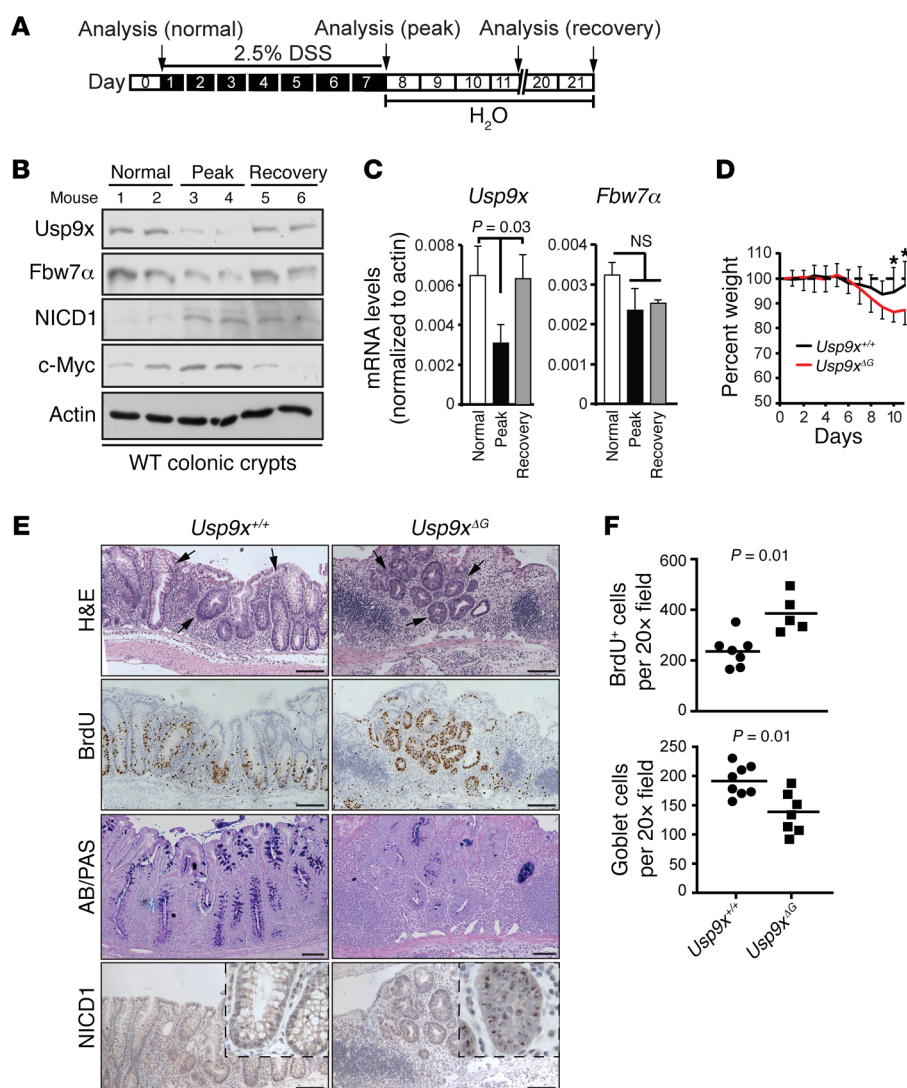 A
Analysis (normal) Analysis (peak) Analysis (recovery)
2.5% DSS
Day 0 1 2 3 4 5 6 7 8 9 10 11 20 21
H2O
B
Normal Peak Recovery
Mouse 1 2 3 4 5 6
Usp9x
Fbw7α
NICD1
c-Myc
Actin
WT colonic crypts
C
Usp9x Fbw7α
mRNA levels
(normalized to actin)
P = 0.03
0.008
0.006
0.004
0.002
0.000
Normal
Peak
Recovery
NS
0.004
0.003
0.002
0.001
0.000
Normal
Peak
Recovery
D
Percent weight
110
100
90
80
70
60
50
* *
Usp9x+/+
UspxΔG
0 2 4 6 8 10
Days
E
Usp9x+/+ Usp9xΔG
H&E
BrdU
AB/PAS
NICD1
F
P = 0.01
BrdU+ cells
per 20× field
600
400
200
0
P = 0.01
Goblet cells
per 20× field
250
200
150
100
50
0
Usp9x+/+
Usp9xΔG